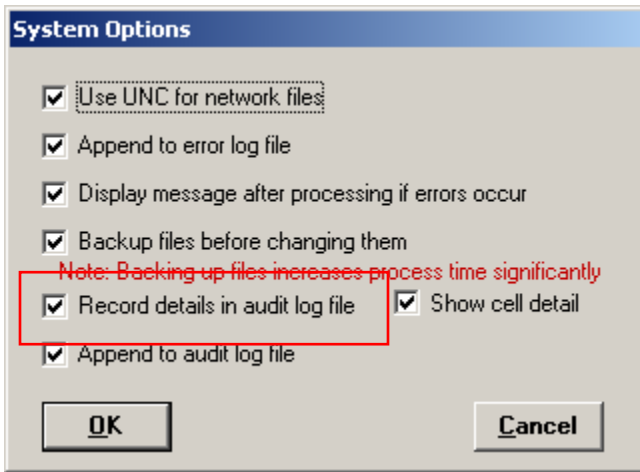 System Options
Use UNC for network files
Append to error log file
Display message after processing if errors occur
Backup files before changing them
Note: Backing up files increases process time significantly
Record details in audit log file Show cell detail
Append to audit log file
OK Cancel